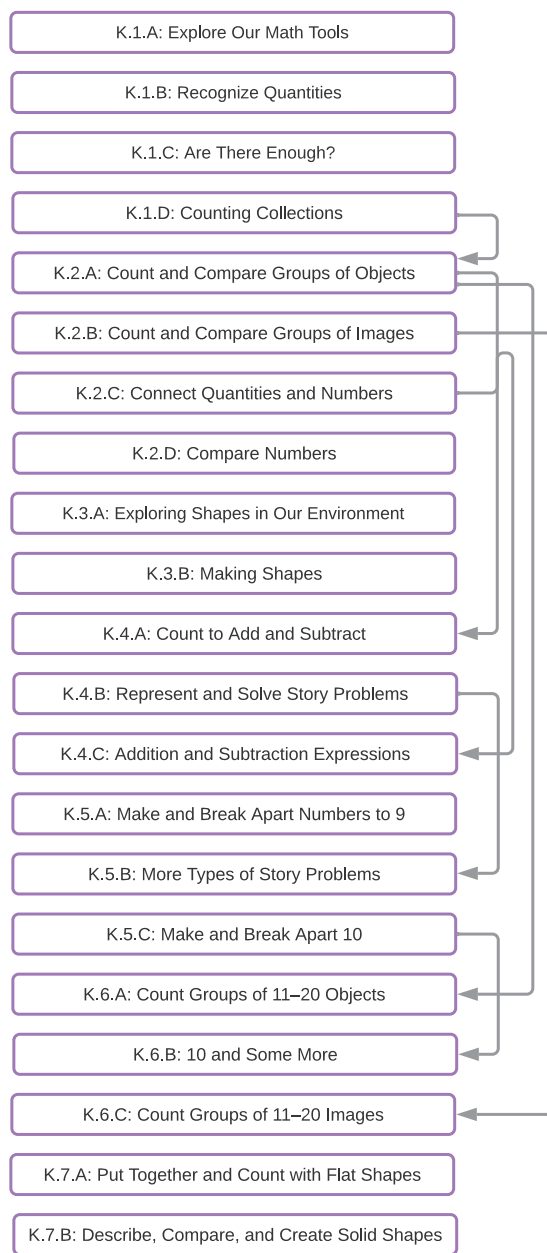 K.1.A: Explore Our Math Tools
K.1.B: Recognize Quantities
K.1.C: Are There Enough?
K.1.D: Counting Collections
K.2.A: Count and Compare Groups of Objects
K.2.B: Count and Compare Groups of Images
K.2.C: Connect Quantities and Numbers
K.2.D: Compare Numbers
K.3.A: Exploring Shapes in Our Environment
K.3.B: Making Shapes
K.4.A: Count to Add and Subtract
K.4.B: Represent and Solve Story Problems
K.4.C: Addition and Subtraction Expressions
K.5.A: Make and Break Apart Numbers to 9
K.5.B: More Types of Story Problems
K.5.C: Make and Break Apart 10
K.6.A: Count Groups of 11–20 Objects
K.6.B: 10 and Some More
K.6.C: Count Groups of 11–20 Images
K.7.A: Put Together and Count with Flat Shapes
K.7.B: Describe, Compare, and Create Solid Shapes